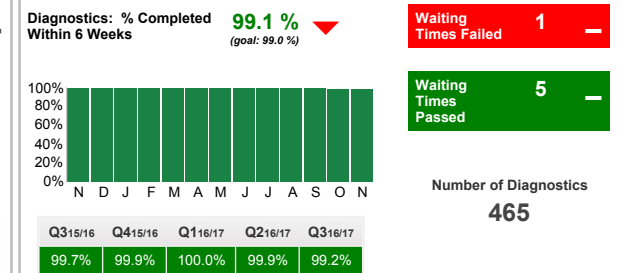 Diagnostics: % Completed
Within 6 Weeks
99.1 %
(goal: 99.0 %)
Waiting
Times Failed
1
Waiting
Times
Passed
5
100%
80%
60%
40%
20%
0%
N D J F M A M J J A S O N
Number of Diagnostics
465
Q315/16 Q415/16 Q116/17 Q216/17 Q316/17
99.7% 99.9% 100.0% 99.9% 99.2%